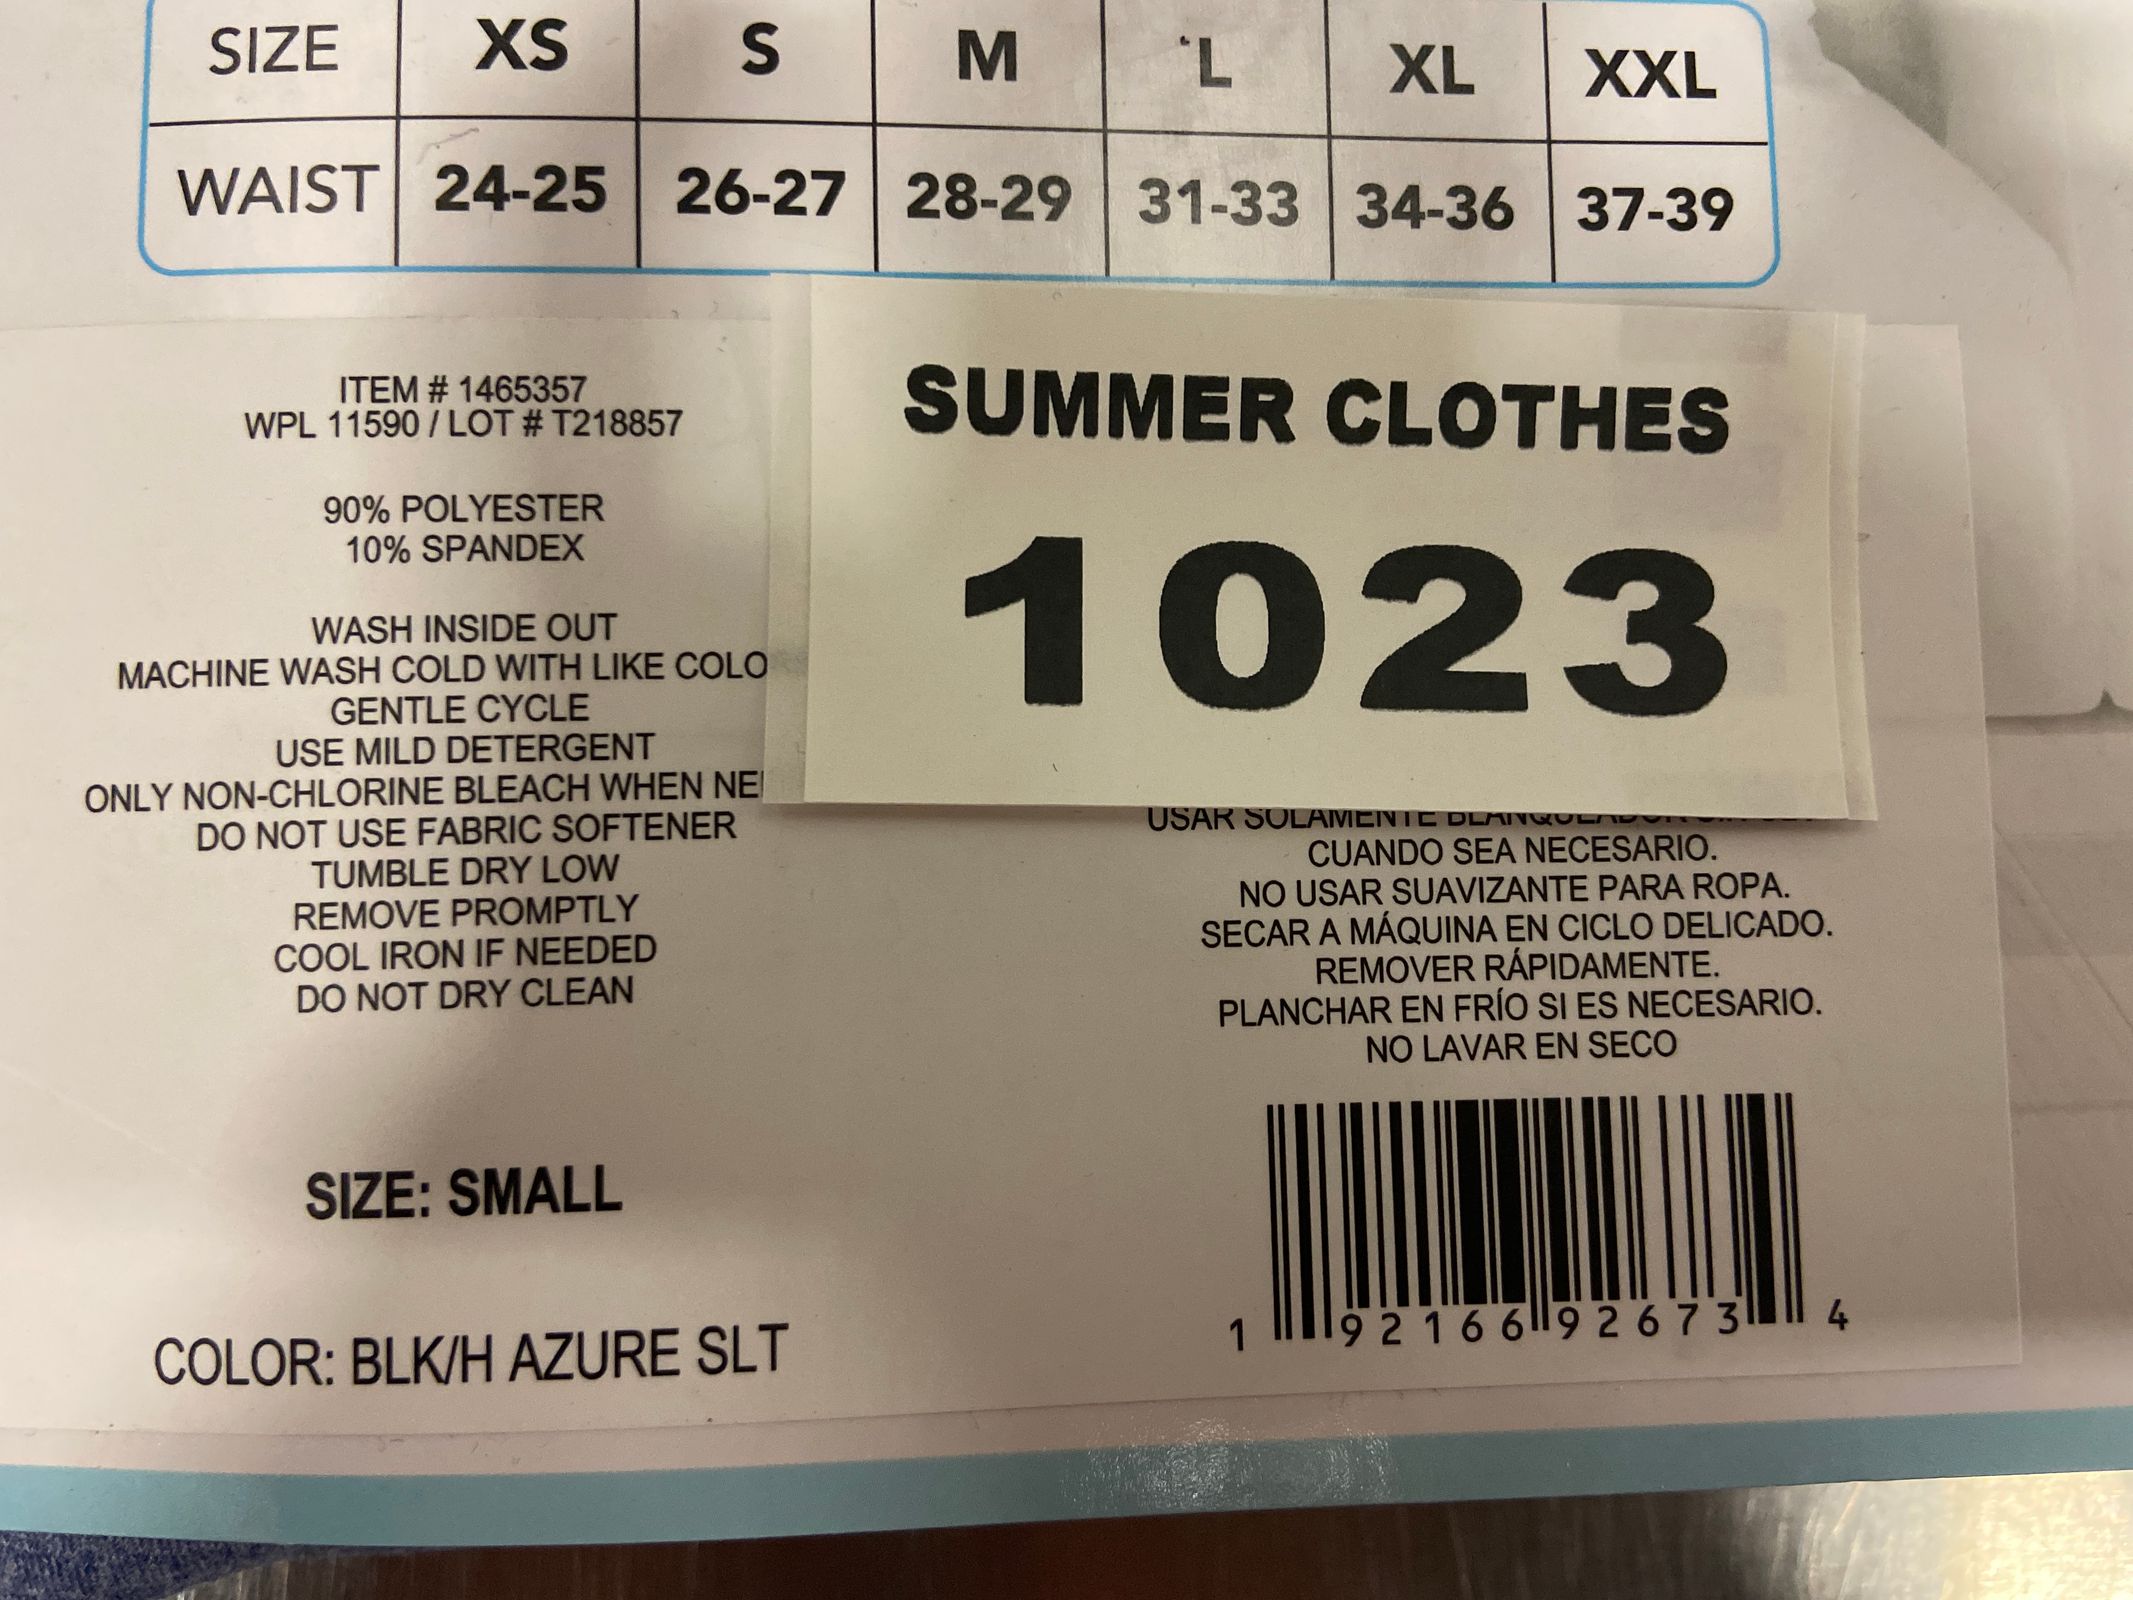 SIZE XS S M L XL XXL
WAIST 24-25 26-27 28-29 31-33 34-36 37-39
ITEM # 1465357
WPL 11590 / LOT # T218857
90% POLYESTER
10% SPANDEX
WASH INSIDE OUT
MACHINE WASH COLD WITH LIKE COLO
GENTLE CYCLE
USE MILD DETERGENT
ONLY NON-CHLORINE BLEACH WHEN
DO NOT USE FABRIC SOFTENER
TUMBLE DRY LOW
REMOVE PROMPTLY
COOL IRON IF NEEDED
DO NOT DRY CLEAN
SIZE: SMALL
COLOR: BLK/H AZURE SLT
SUMMER CLOTHES
1023
USAR SOLAMENTE BLANQUEADOR
CUANDO SEA NECESARIO.
NO USAR SUAVIZANTE PARA ROPA.
SECAR A MÁQUINA EN CICLO DELICADO.
REMOVER RÁPIDAMENTE.
PLANCHAR EN FRÍO SI ES NECESARIO.
NO LAVAR EN SECO
1 92166 92673 4